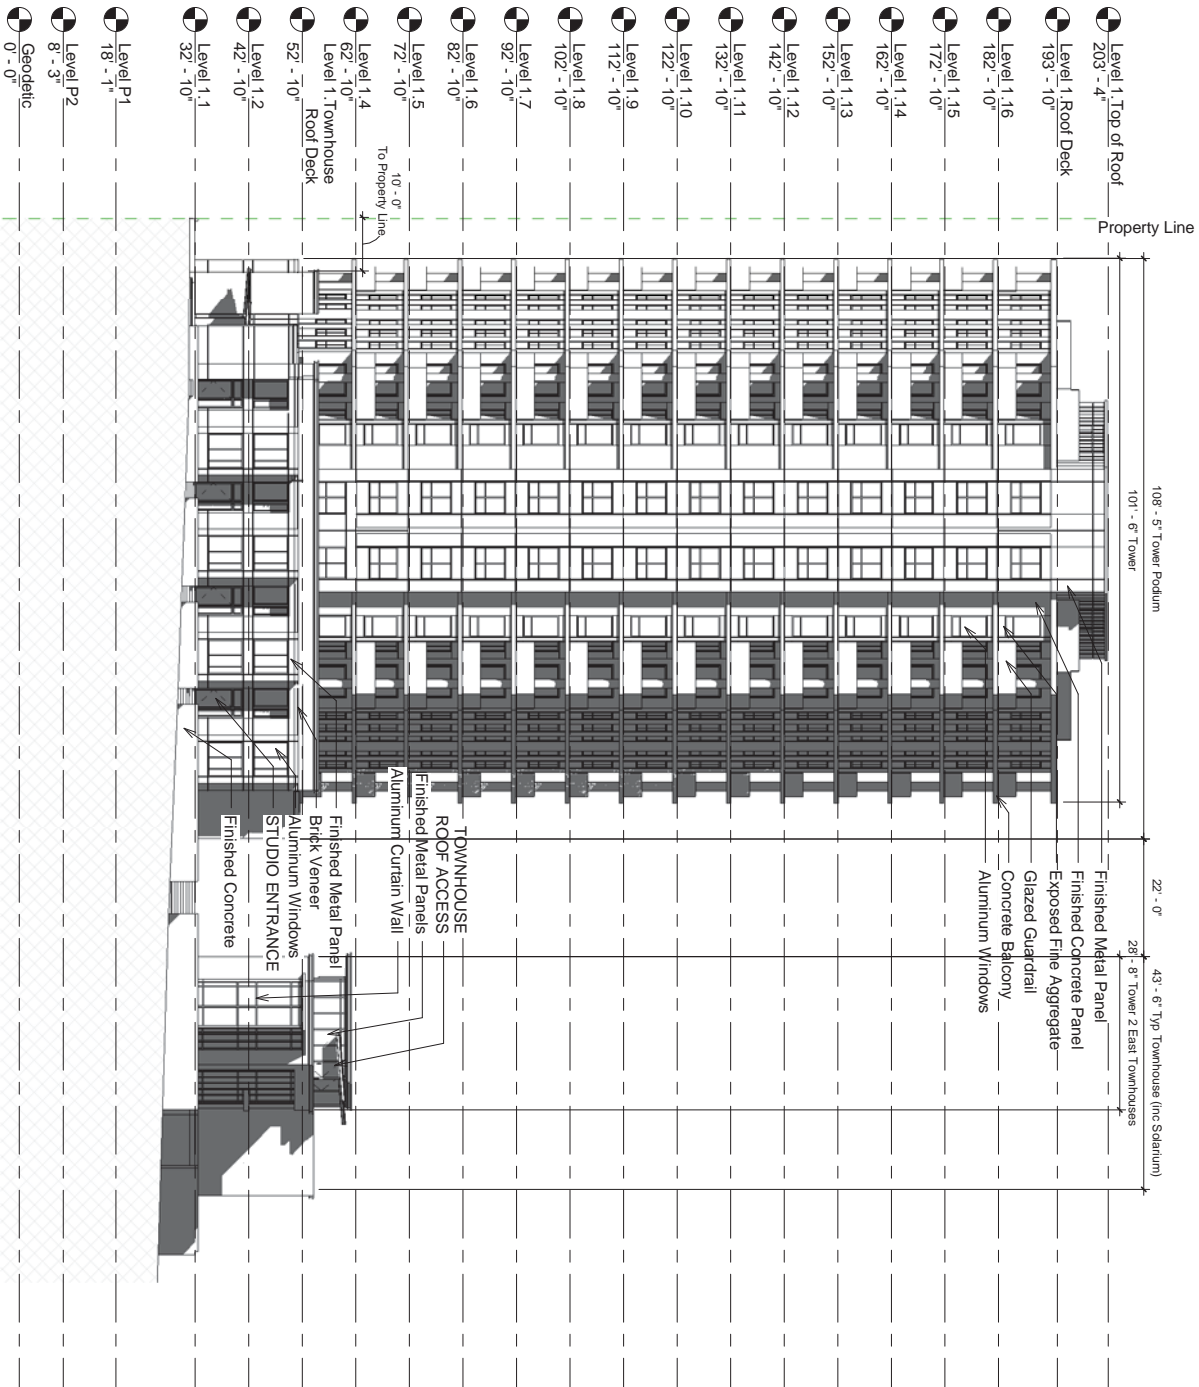 Level 1.Top of Roof
203' - 4"
Level 1.Roof Deck
193' - 10"
Level 1.16
182' - 10"
Level 1.15
172' - 10"
Level 1.14
162' - 10"
Level 1.13
152' - 10"
Level 1.12
142' - 10"
Level 1.11
132' - 10"
Level 1.10
122' - 10"
Level 1.9
112' - 10"
Level 1.8
102' - 10"
Level 1.7
92' - 10"
Level 1.6
82' - 10"
Level 1.5
72' - 10"
Level 1.4
62' - 10"
Level 1.Townhouse
Roof Deck
52' - 10"
Level 1.2
42' - 10"
Level 1.1
32' - 10"
Level P1
18' - 1"
Level P2
8' - 3"
Geodetic
0' - 0"
Property Line
10' - 0"
To Property Line
108' - 5" Tower Podium
101' - 6" Tower
22' - 0"
43' - 6" Typ Townhouse (inc Solarium)
28' - 8" Tower 2 East Townhouses
Finished Metal Panel
Finished Concrete Panel
Exposed Fine Aggregate
Glazed Guardrail
Concrete Balcony
Aluminum Windows
TOWNHOUSE
ROOF ACCESS
Finished Metal Panels
Aluminum Curtain Wall
Finished Metal Panel
Brick Veneer
Aluminum Windows
STUDIO ENTRANCE
Finished Concrete